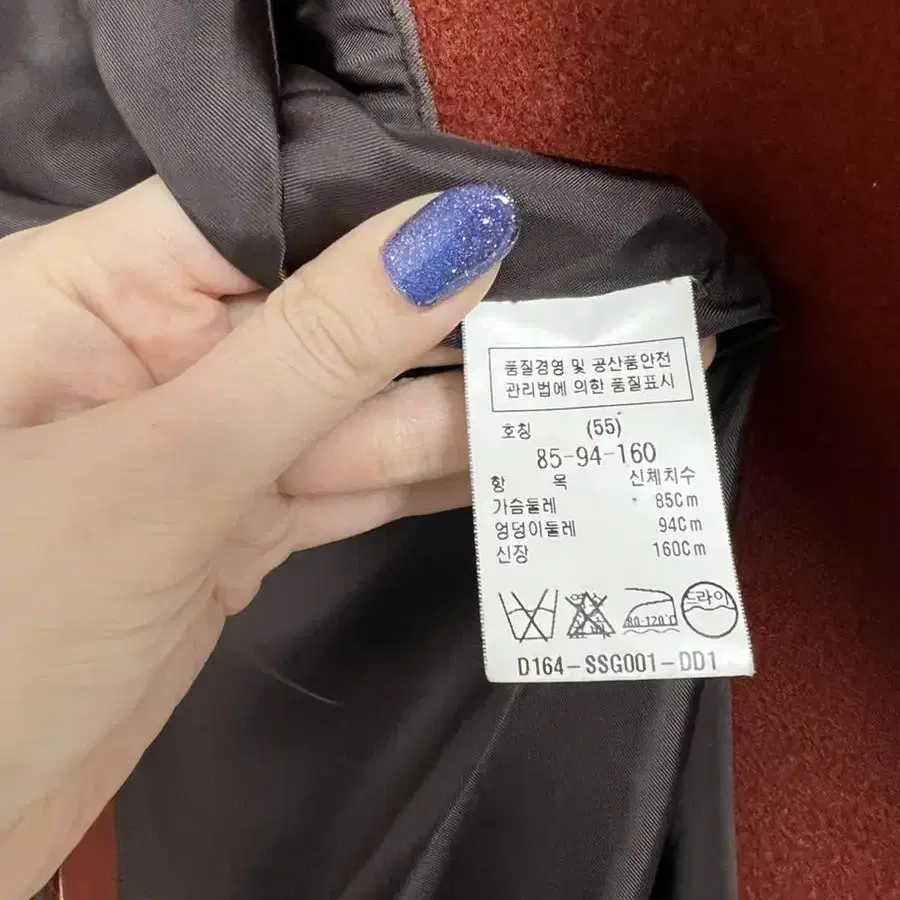 품질경영 및 공산품안전
관리법에 의한 품질표시
호칭 (55)
85-94-160
항 목 신체치수
가슴둘레 85Cm
엉덩이둘레 94Cm
신장 160Cm
80-120℃ 드라이
D164-SSG001-DD1